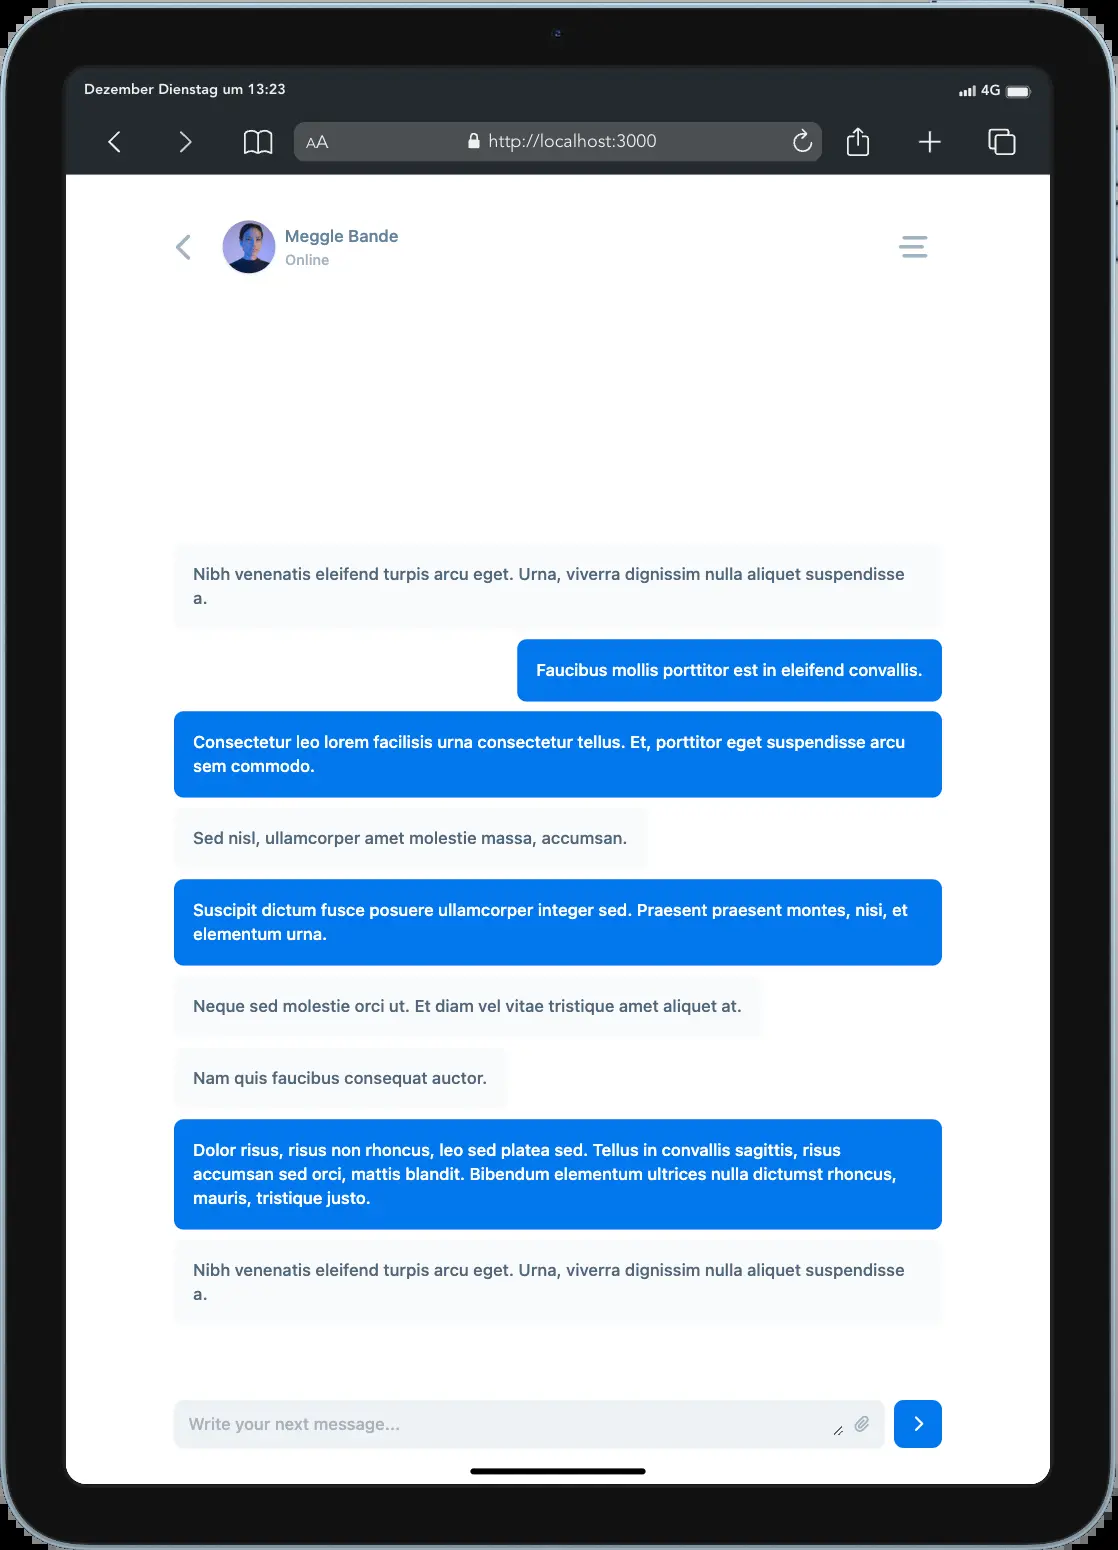 Dezember Dienstag um 13:23
4G
AA
http://localhost:3000
Meggle Bande
Online
Nibh venenatis eleifend turpis arcu eget. Urna, viverra dignissim nulla aliquet suspendisse
a.
Faucibus mollis porttitor est in eleifend convallis.
Consectetur leo lorem facilisis urna consectetur tellus. Et, porttitor eget suspendisse arcu
sem commodo.
Sed nisl, ullamcorper amet molestie massa, accumsan.
Suscipit dictum fusce posuere ullamcorper integer sed. Praesent praesent montes, nisi, et
elementum urna.
Neque sed molestie orci ut. Et diam vel vitae tristique amet aliquet at.
Nam quis faucibus consequat auctor.
Dolor risus, risus non rhoncus, leo sed platea sed. Tellus in convallis sagittis, risus
accumsan sed orci, mattis blandit. Bibendum elementum ultrices nulla dictumst rhoncus,
mauris, tristique justo.
Nibh venenatis eleifend turpis arcu eget. Urna, viverra dignissim nulla aliquet suspendisse
a.
Write your next message...